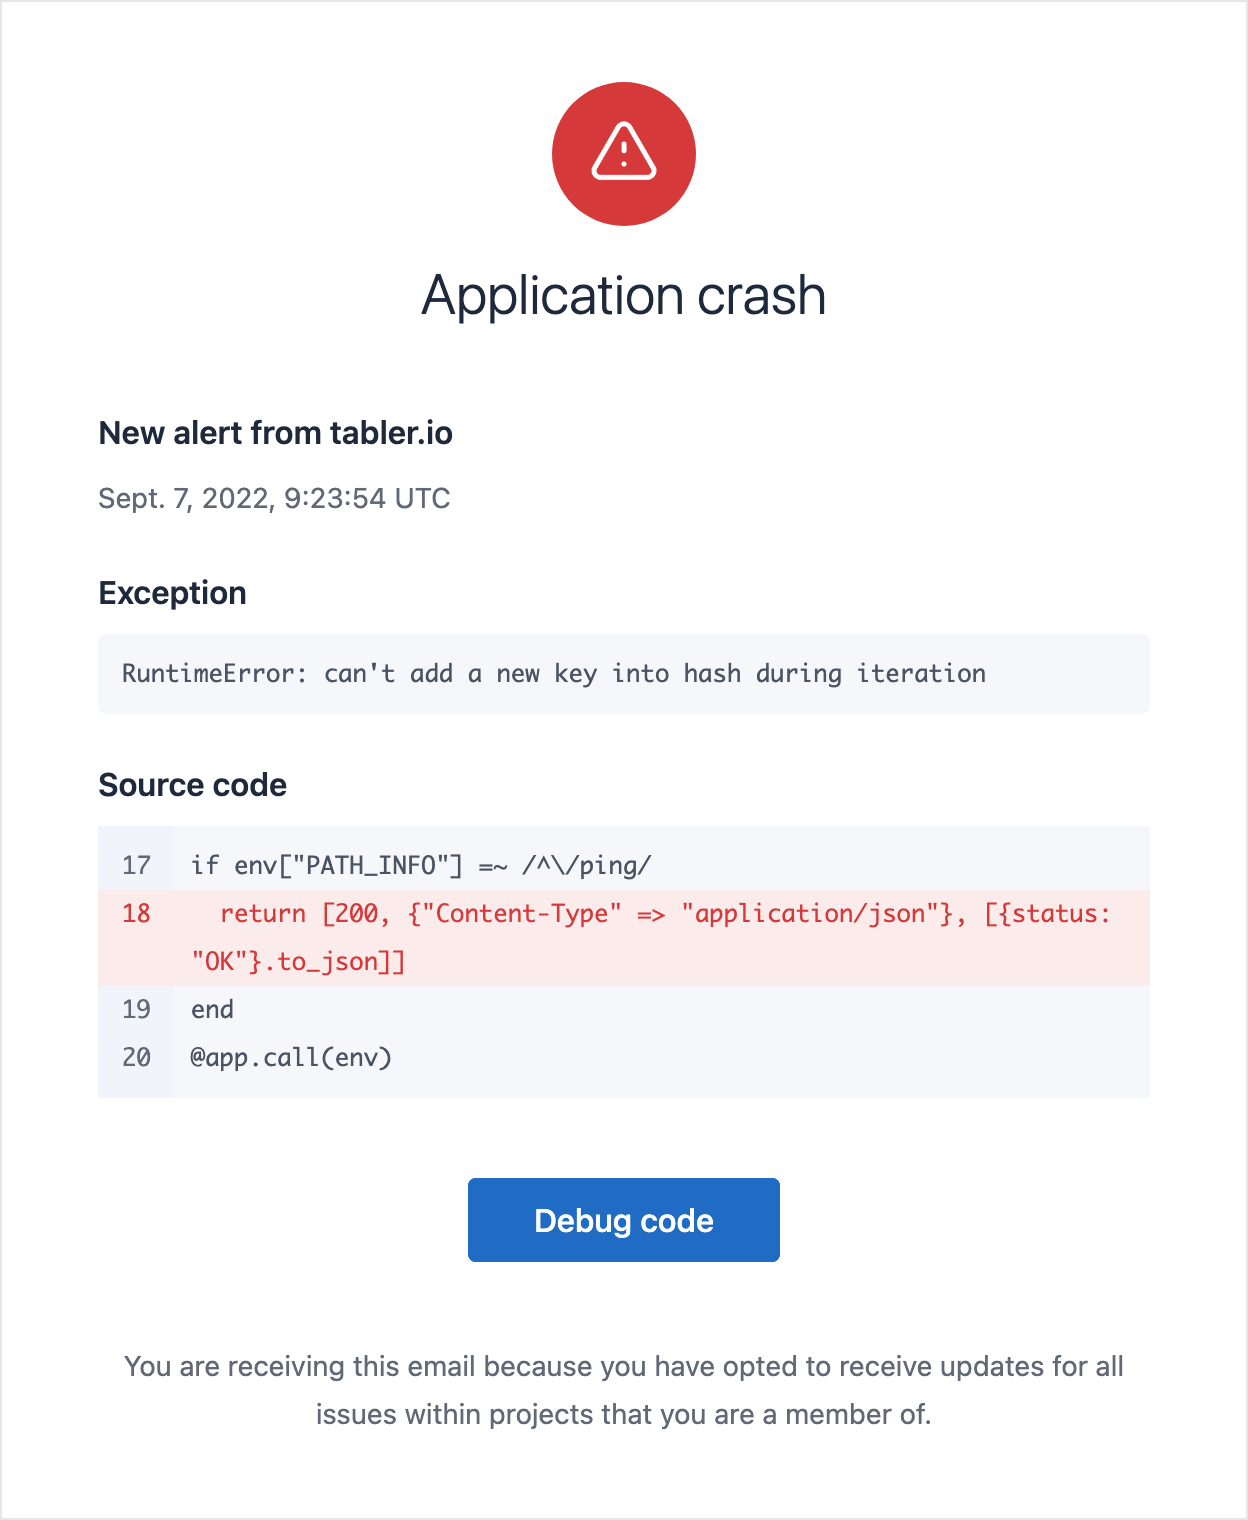 Application crash
New alert from tabler.io
Sept. 7, 2022, 9:23:54 UTC
Exception
RuntimeError: can't add a new key into hash during iteration
Source code
17 if env["PATH_INFO"] =~ /^\/ping/
18   return [200, {"Content-Type" => "application/json"}, [{status:
"OK"}.to_json]]
19 end
20 @app.call(env)
Debug code
You are receiving this email because you have opted to receive updates for all
issues within projects that you are a member of.